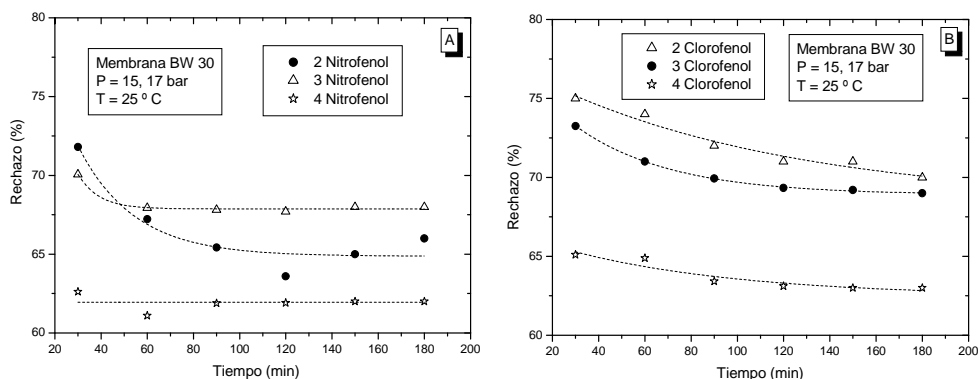 A
Membrana BW 30
P = 15, 17 bar
T = 25 º C
2 Nitrofenol
3 Nitrofenol
4 Nitrofenol
Rechazo (%)
80
75
70
65
60
20 40 60 80 100 120 140 160 180 200
Tiempo (min)
B
2 Clorofenol
3 Clorofenol
4 Clorofenol
Membrana BW 30
P = 15, 17 bar
T = 25 º C
Rechazo (%)
80
75
70
65
60
20 40 60 80 100 120 140 160 180 200
Tiempo (min)